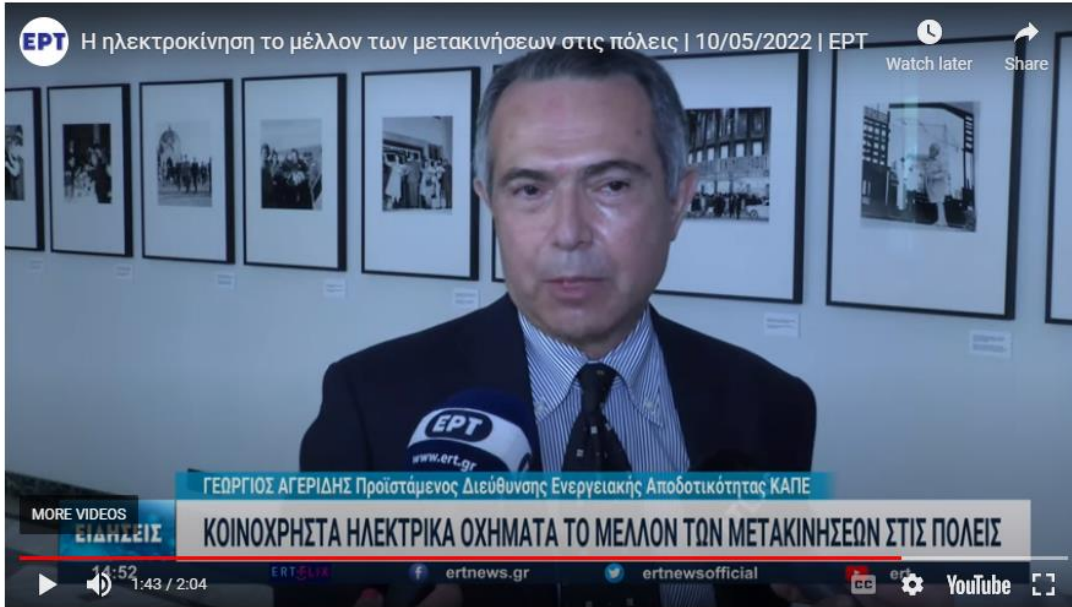 ΕΡΤ Η ηλεκτροκίνηση το μέλλον των μετακινήσεων στις πόλεις | 10/05/2022 | ΕΡΤ
Watch later
Share
ΕΡΤ
www.ert.gr
ΓΕΩΡΓΙΟΣ ΑΓΕΡΙΔΗΣ Προϊστάμενος Διεύθυνσης Ενεργειακής Αποδοτικότητας ΚΑΠΕ
MORE VIDEOS
ΕΙΔΗΣΕΙΣ
ΚΟΙΝΟΧΡΗΣΤΑ ΗΛΕΚΤΡΙΚΑ ΟΧΗΜΑΤΑ ΤΟ ΜΕΛΛΟΝ ΤΩΝ ΜΕΤΑΚΙΝΗΣΕΩΝ ΣΤΙΣ ΠΟΛΕΙΣ
14:52
ERTFLIX
ertnews.gr
ertnewsofficial
1:43 / 2:04
CC
YouTube